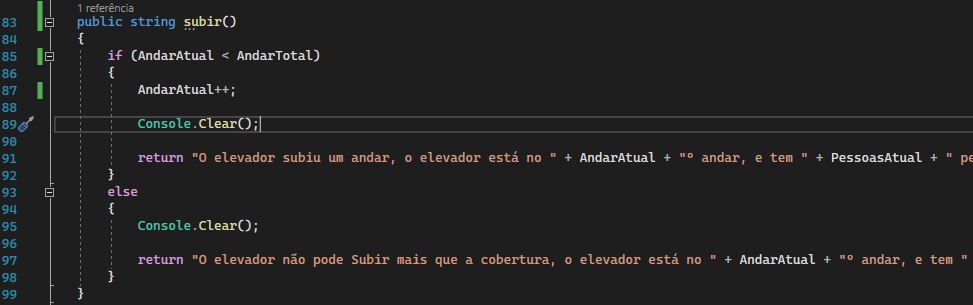 1 referência
83 public string subir()
84 {
85 if (AndarAtual < AndarTotal)
86 {
87 AndarAtual++;
88
89 Console.Clear();
90
91 return "O elevador subiu um andar, o elevador está no " + AndarAtual + "º andar, e tem " + PessoasAtual + " pe
92 }
93 else
94 {
95 Console.Clear();
96
97 return "O elevador não pode Subir mais que a cobertura, o elevador está no " + AndarAtual + "º andar, e tem "
98 }
99 }